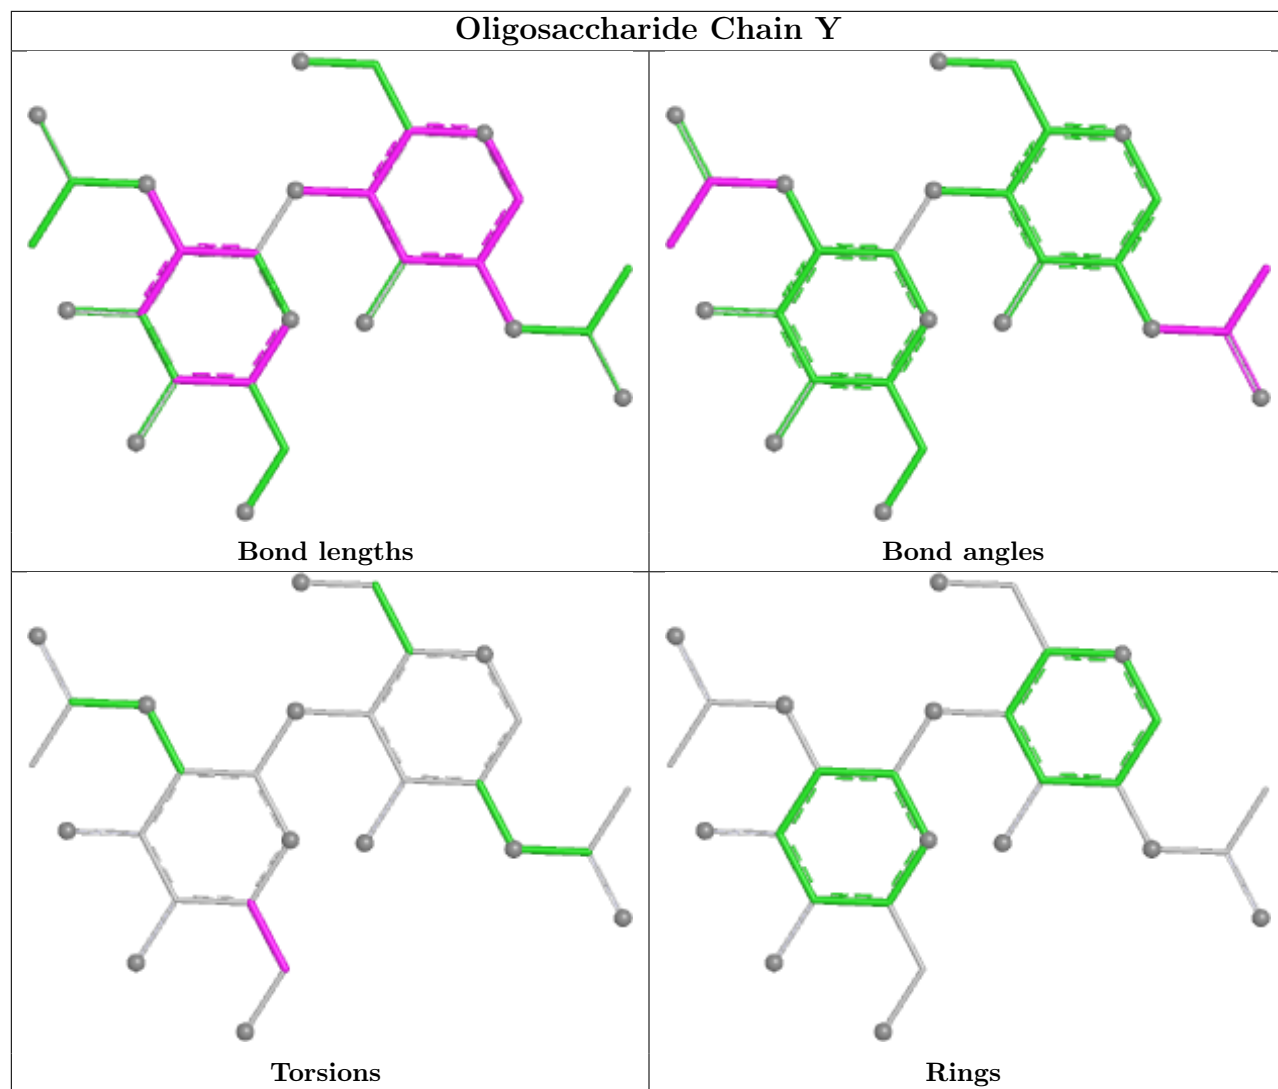 Oligosaccharide Chain Y
Bond lengths
Bond angles
Torsions
Rings